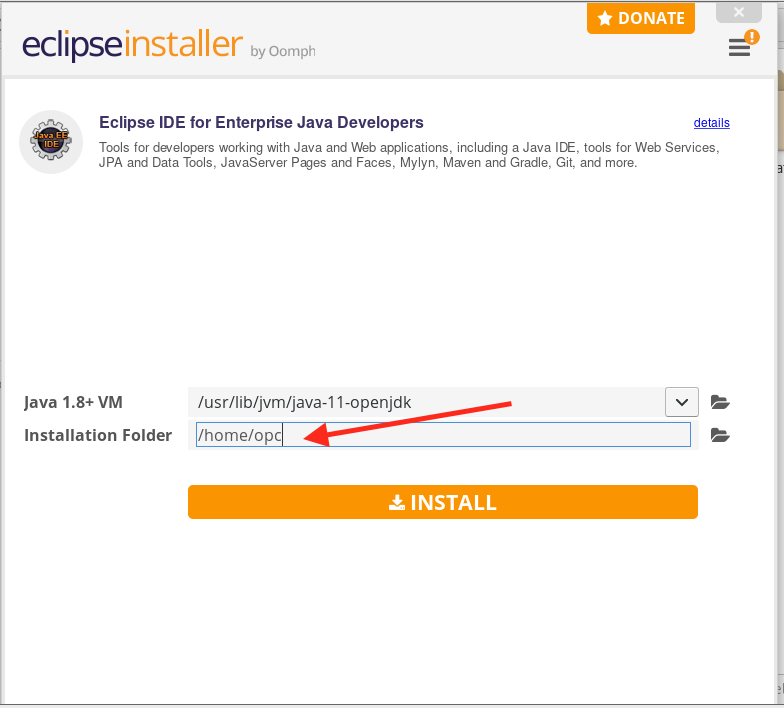 DONATE
eclipseinstaller by Oomph
!
Java EE
IDE
Eclipse IDE for Enterprise Java Developers
details
Tools for developers working with Java and Web applications, including a Java IDE, tools for Web Services,
JPA and Data Tools, JavaServer Pages and Faces, Mylyn, Maven and Gradle, Git, and more.
Java 1.8+ VM
/usr/lib/jvm/java-11-openjdk
Installation Folder
/home/opc
INSTALL